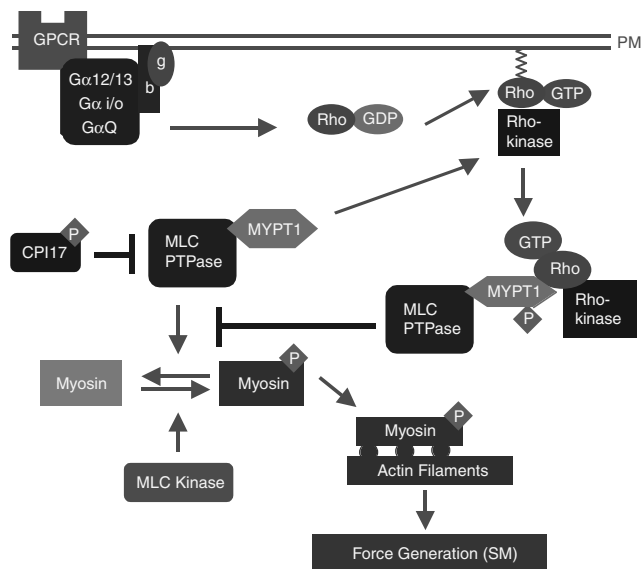 GPCR
PM
g
b
Gα12/13
Gα i/o
GαQ
Rho GDP
Rho GTP
Rho-
kinase
CPI17
P
MLC
PTPase
MYPT1
GTP
Rho
MYPT1
P
Rho-
kinase
MLC
PTPase
Myosin
Myosin
P
MLC Kinase
Myosin
P
Actin Filaments
Force Generation (SM)